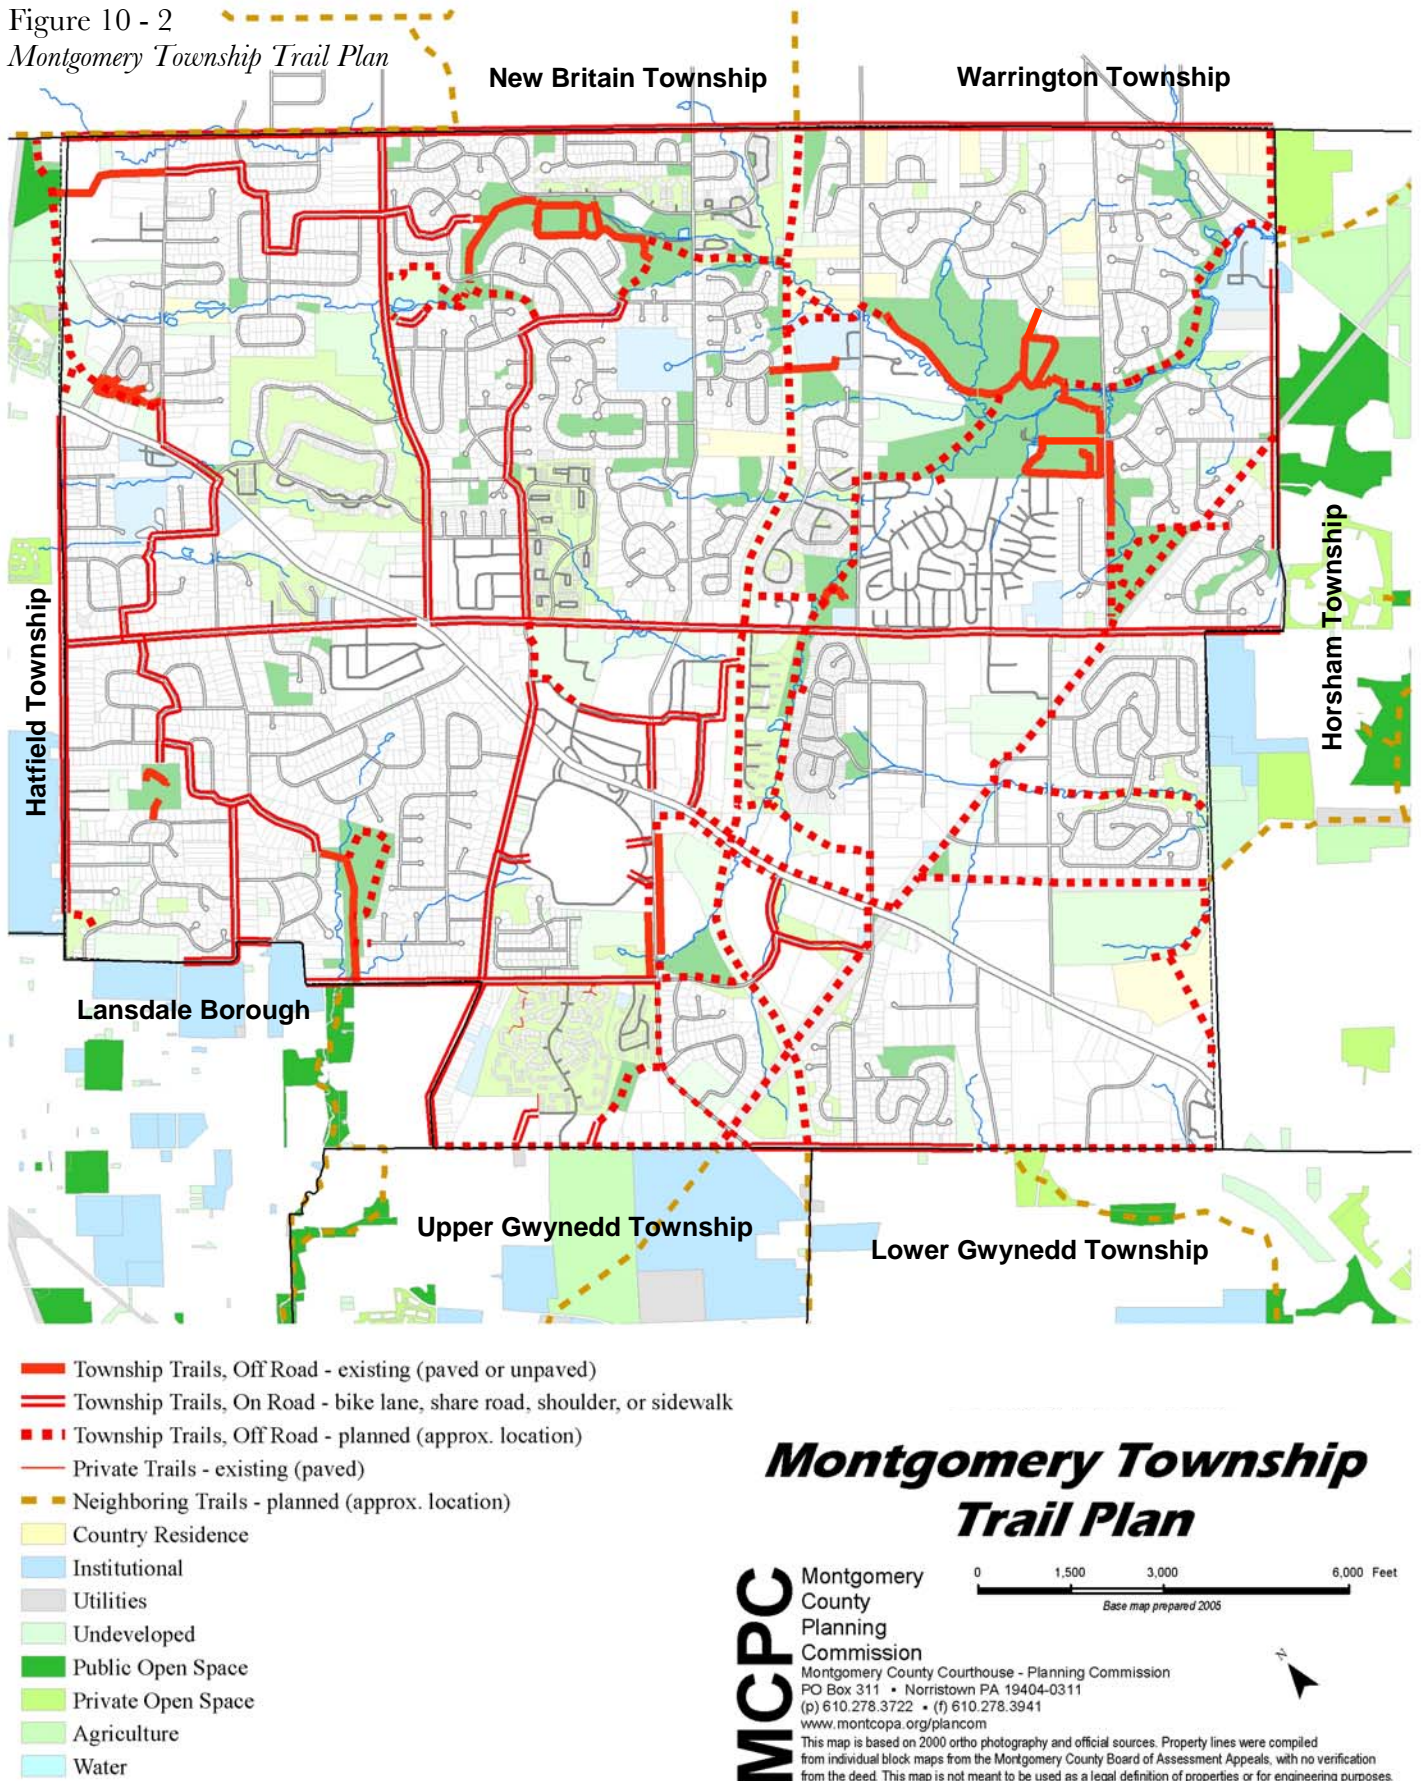 Figure 10 - 2
Montgomery Township Trail Plan
New Britain Township
Warrington Township
Hatfield Township
Horsham Township
Lansdale Borough
Upper Gwynedd Township
Lower Gwynedd Township
Township Trails, Off Road - existing (paved or unpaved)
Township Trails, On Road - bike lane, share road, shoulder, or sidewalk
Township Trails, Off Road - planned (approx. location)
Private Trails - existing (paved)
Neighboring Trails - planned (approx. location)
Country Residence
Institutional
Utilities
Undeveloped
Public Open Space
Private Open Space
Agriculture
Water
Montgomery Township
Trail Plan
MCPC
Montgomery
County
Planning
Commission
0 1,500 3,000 6,000 Feet
Base map prepared 2005
N
Montgomery County Courthouse - Planning Commission
PO Box 311 • Norristown PA 19404-0311
(p) 610.278.3722 • (f) 610.278.3941
www.montcopa.org/plancom
This map is based on 2000 ortho photography and official sources. Property lines were compiled
from individual block maps from the Montgomery County Board of Assessment Appeals, with no verification
from the deed. This map is not meant to be used as a legal definition of properties or for engineering purposes.